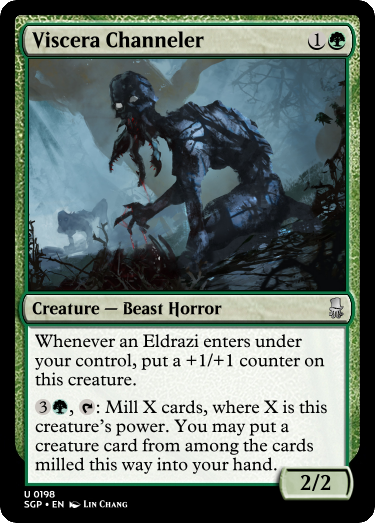 Viscera Channeler 1
Creature — Beast Horror
Whenever an Eldrazi enters under
your control, put a +1/+1 counter on
this creature.
3 , : Mill X cards, where X is this
creature's power. You may put a
creature card from among the cards
milled this way into your hand.
2/2
U 0198
SGP • EN Lin Chang